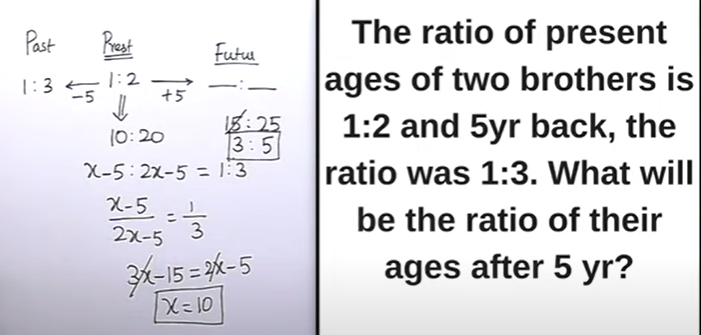 Past Prest Futur
1:3 ←-5 1:2 →+5 __:__
⇓
10:20 15:25
3:5
x-5:2x-5=1:3
x-5/2x-5 = 1/3
3x-15=2x-5
x=10
The ratio of present
ages of two brothers is
1:2 and 5yr back, the
ratio was 1:3. What will
be the ratio of their
ages after 5 yr?